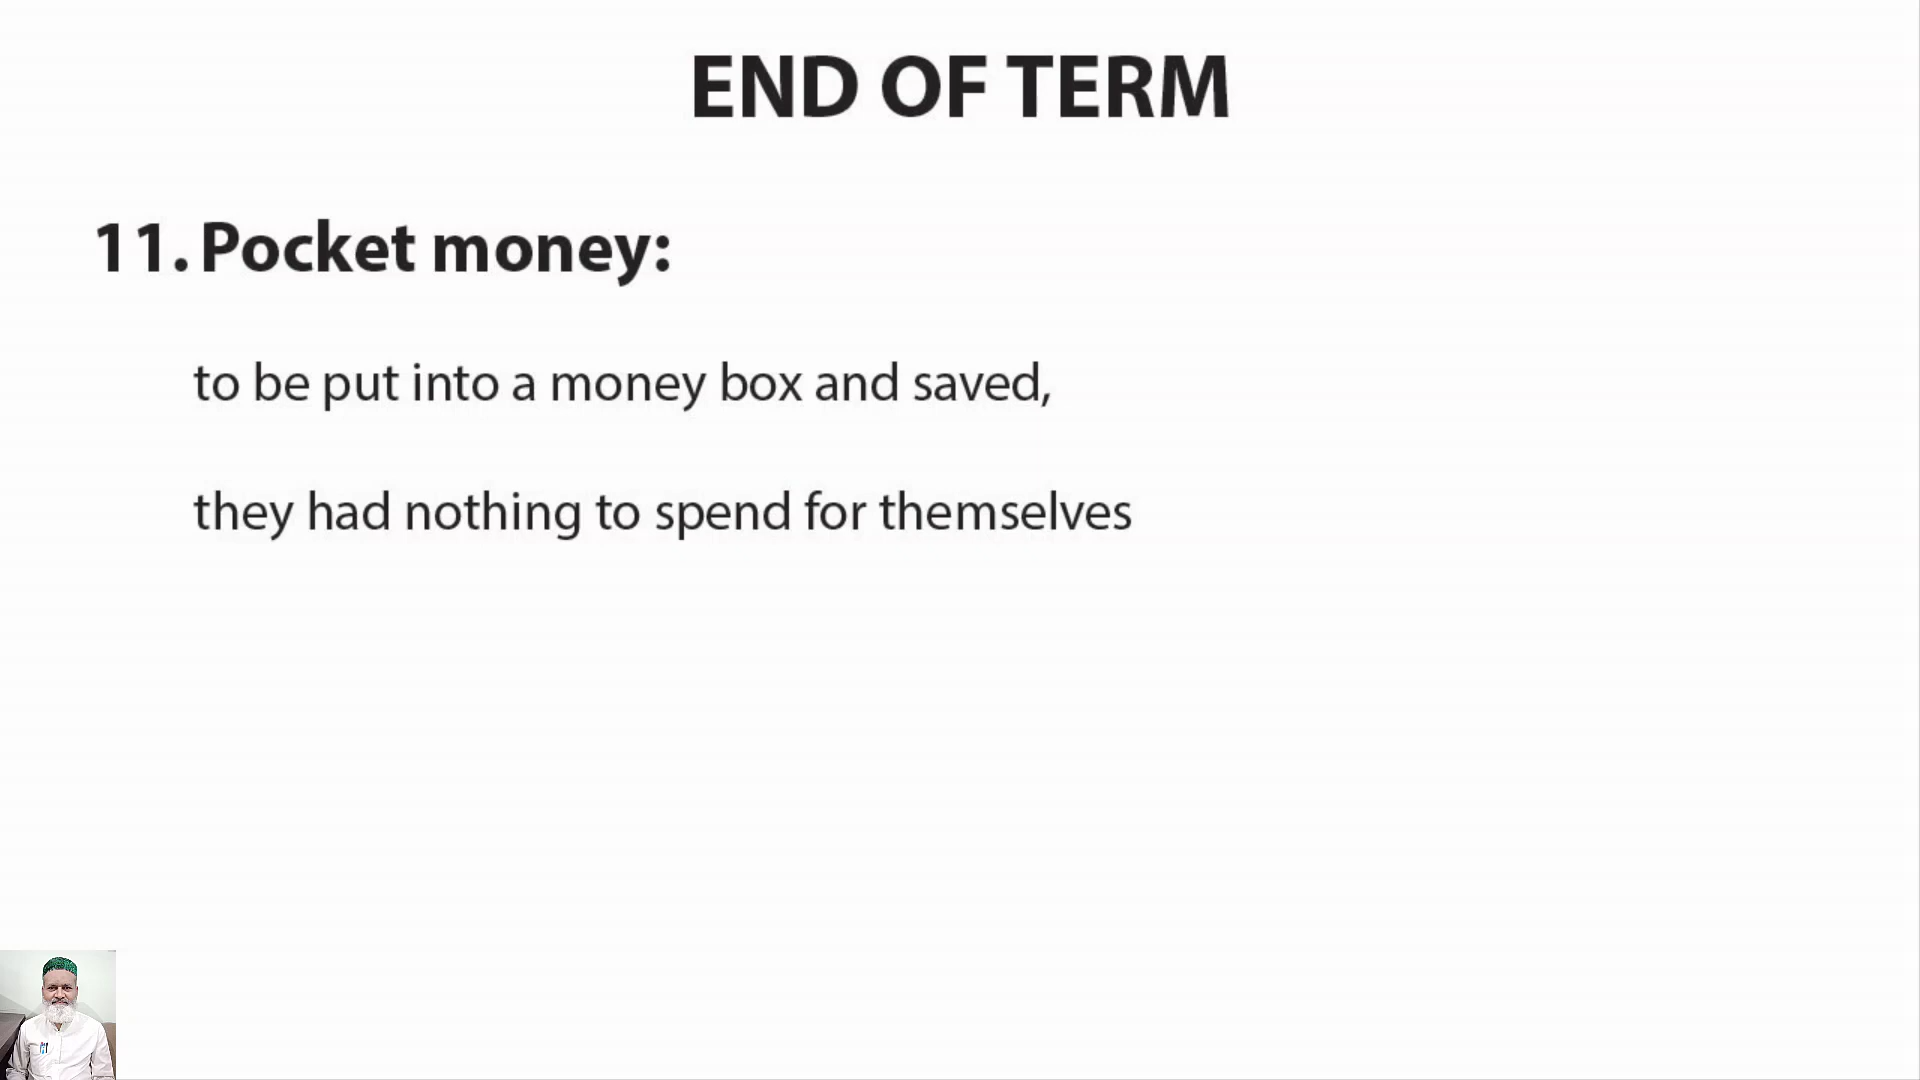 END OF TERM
11. Pocket money:
to be put into a money box and saved,
they had nothing to spend for themselves